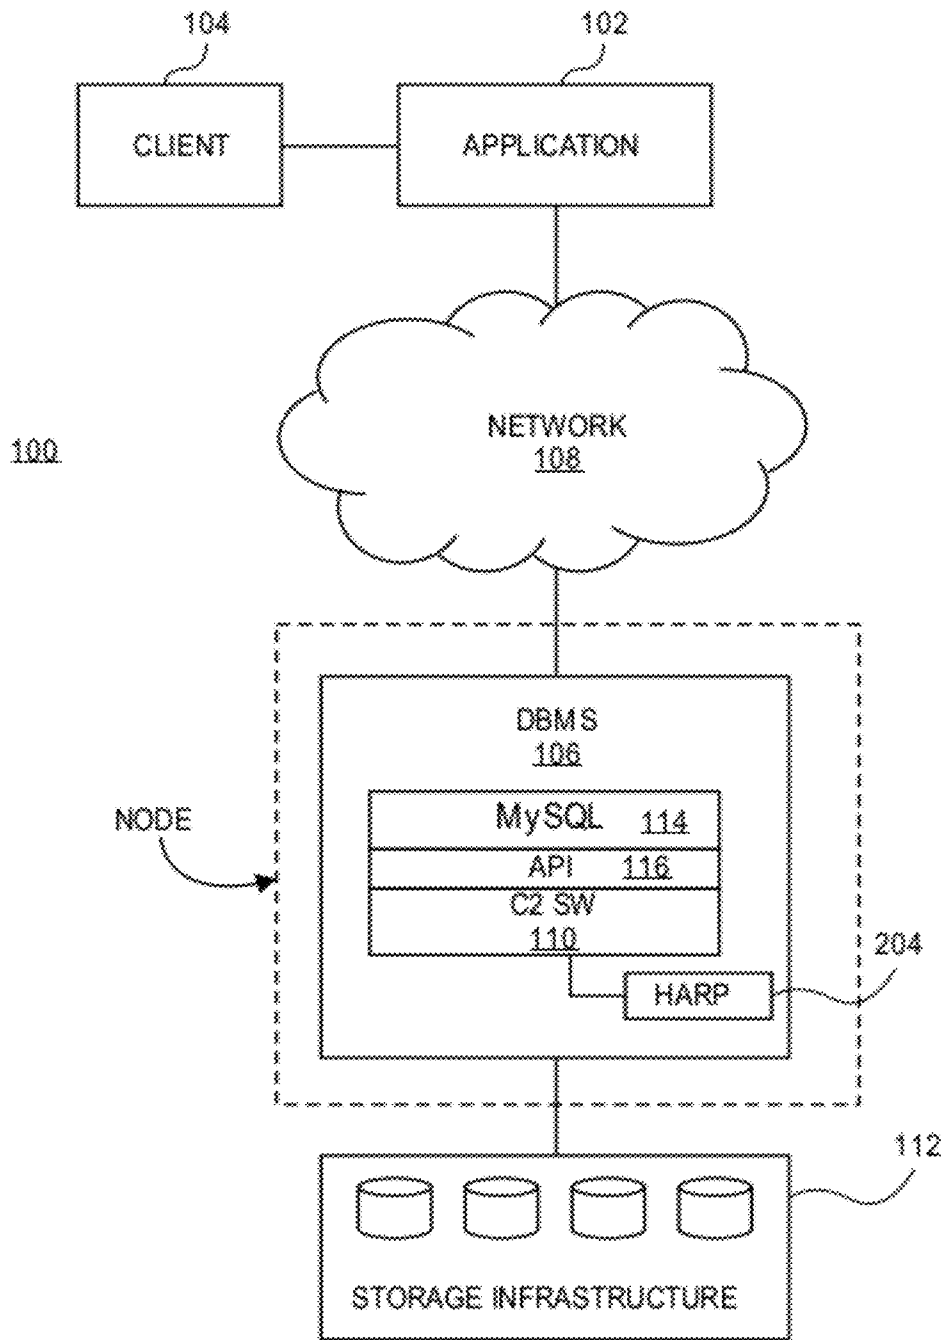 104
102
CLIENT
APPLICATION
NETWORK
108
100
DBMS
106
NODE
MySQL 114
API 116
C2 SW
110
204
HARP
112
STORAGE INFRASTRUCTURE